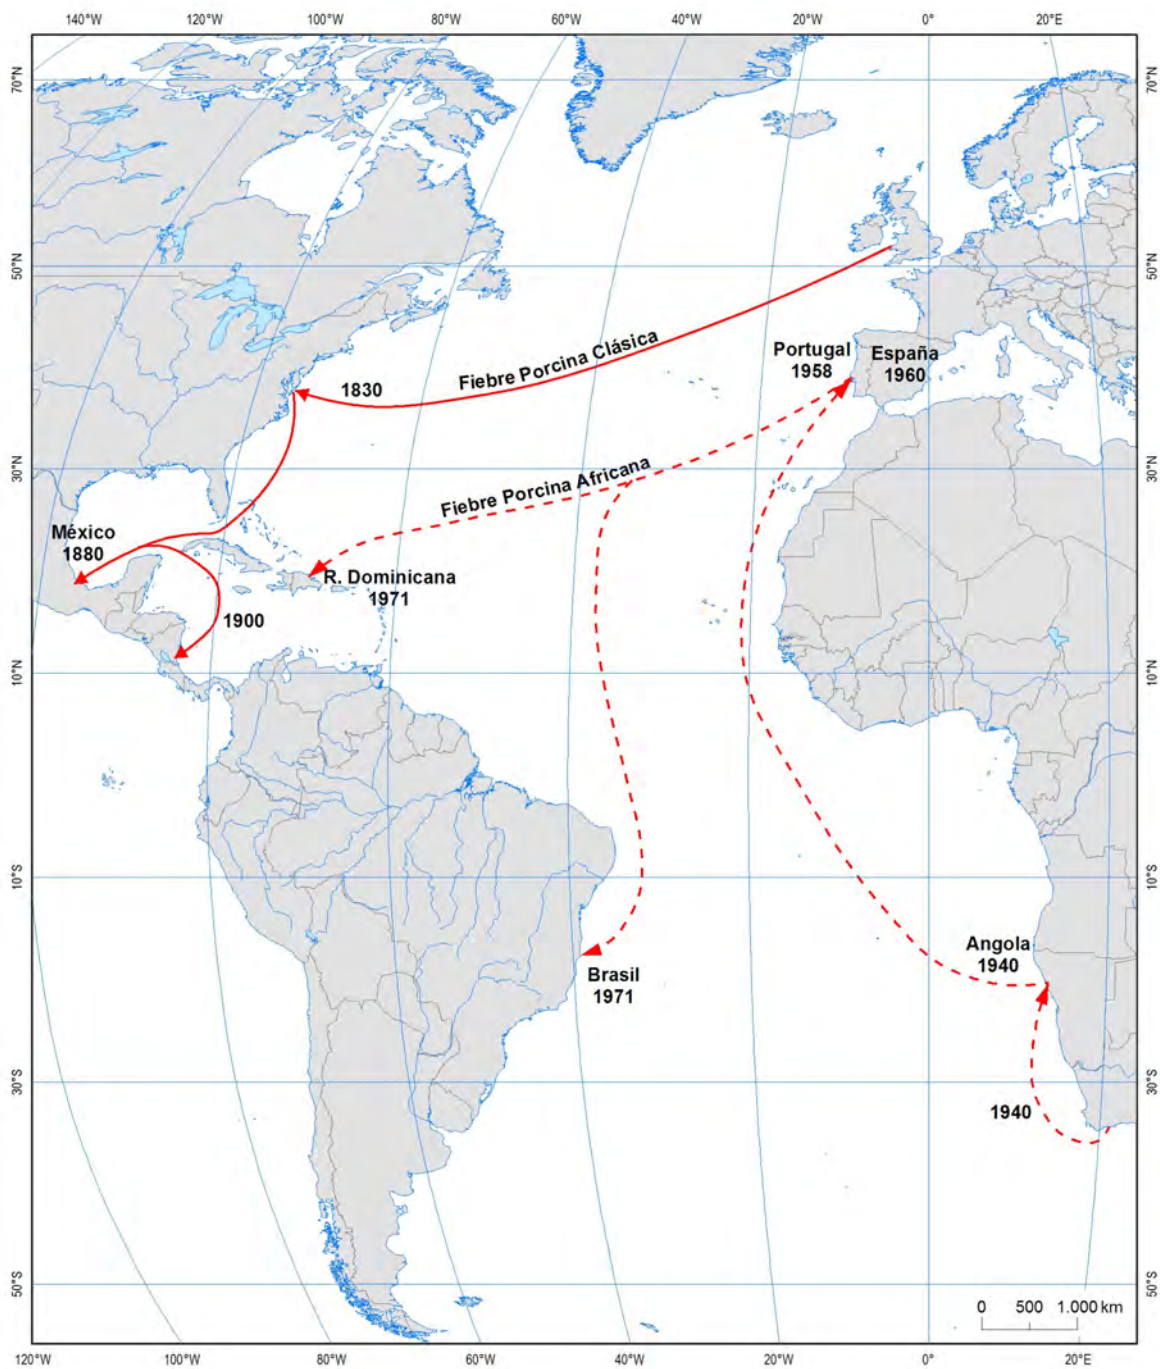 140°W 120°W 100°W 80°W 60°W 40°W 20°W 0° 20°E
70°N 70°N
50°N 50°N
Fiebre Porcina Clásica
1830
Portugal
1958
España
1960
30°N 30°N
Fiebre Porcina Africana
México
1880
R. Dominicana
1971
1900
10°N 10°N
10°S 10°S
Angola
1940
Brasil
1971
30°S 30°S
1940
50°S 50°S
0 500 1.000 km
120°W 100°W 80°W 60°W 40°W 20°W 0° 20°E